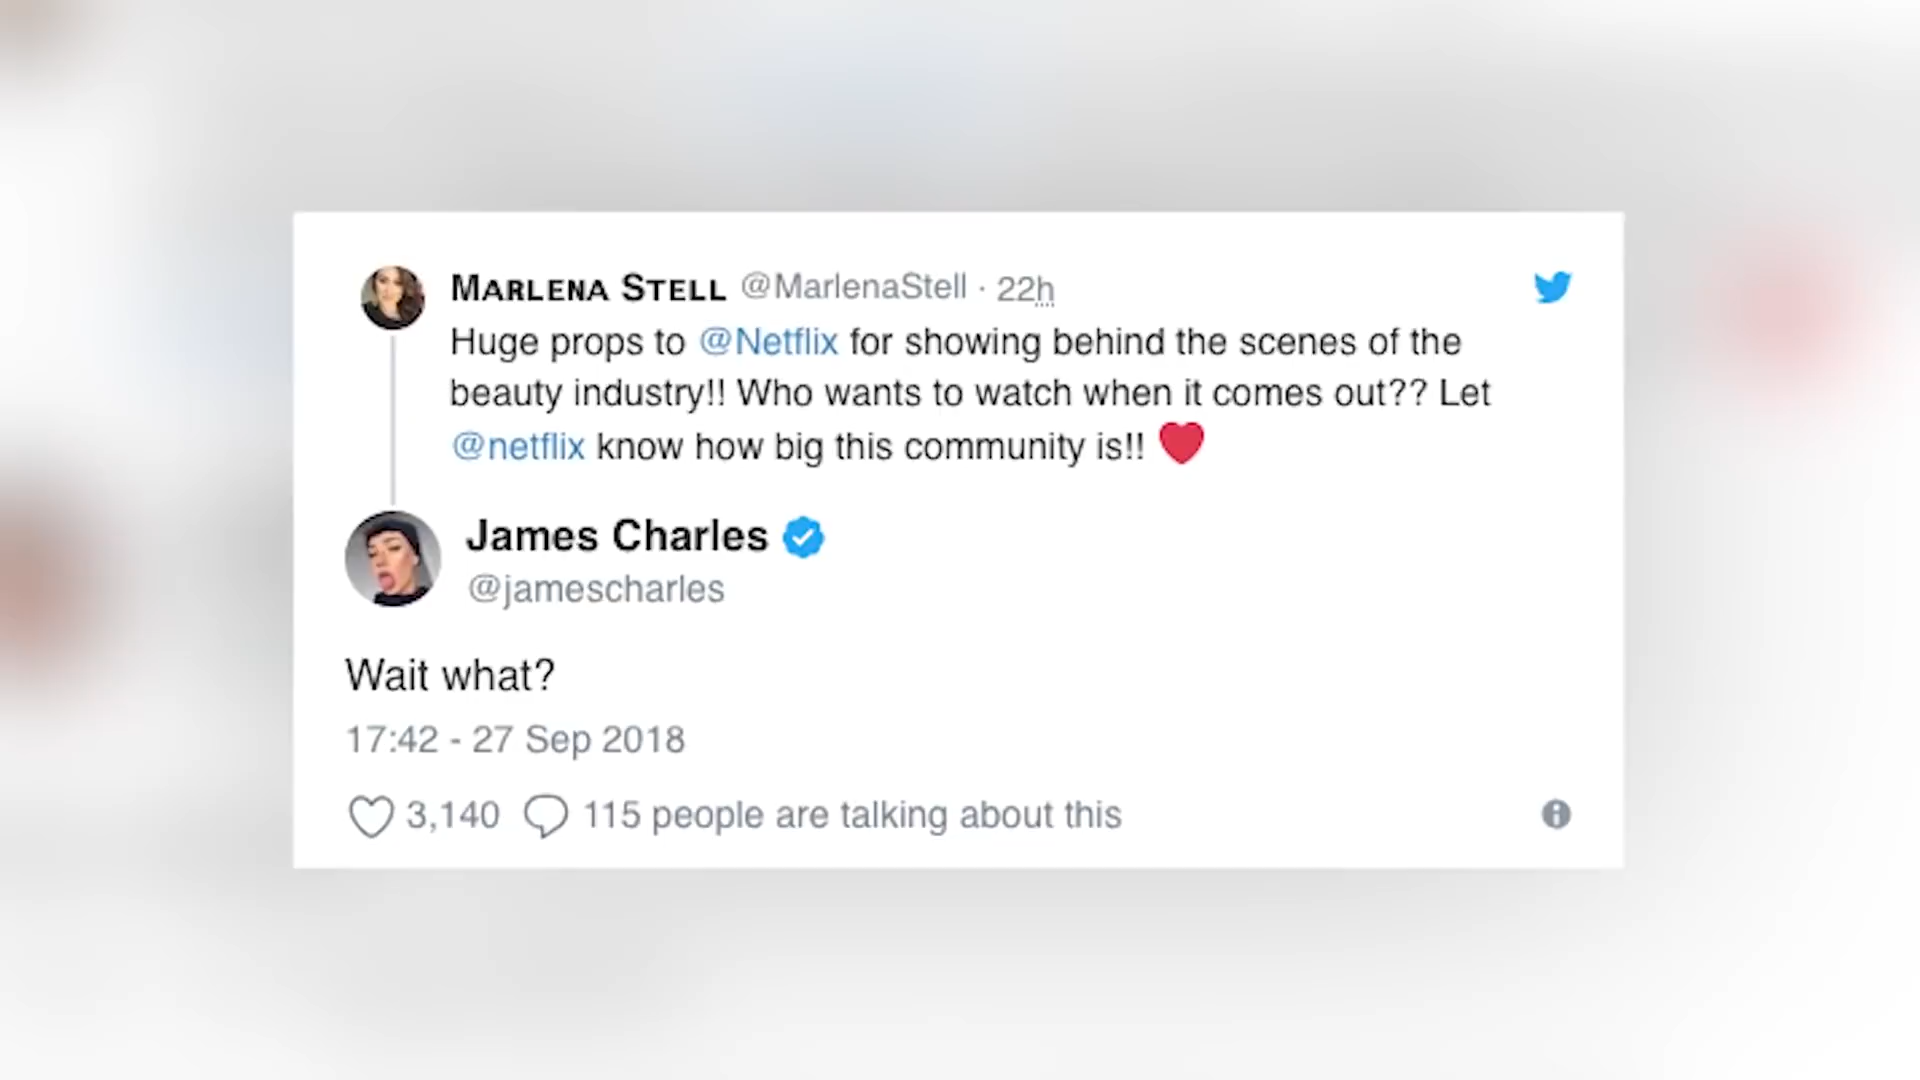 Marlena Stell @MarlenaStell · 22h
Huge props to @Netflix for showing behind the scenes of the
beauty industry!! Who wants to watch when it comes out?? Let
@netflix know how big this community is!! ❤️
James Charles
@jamescharles
Wait what?
17:42 - 27 Sep 2018
3,140 115 people are talking about this